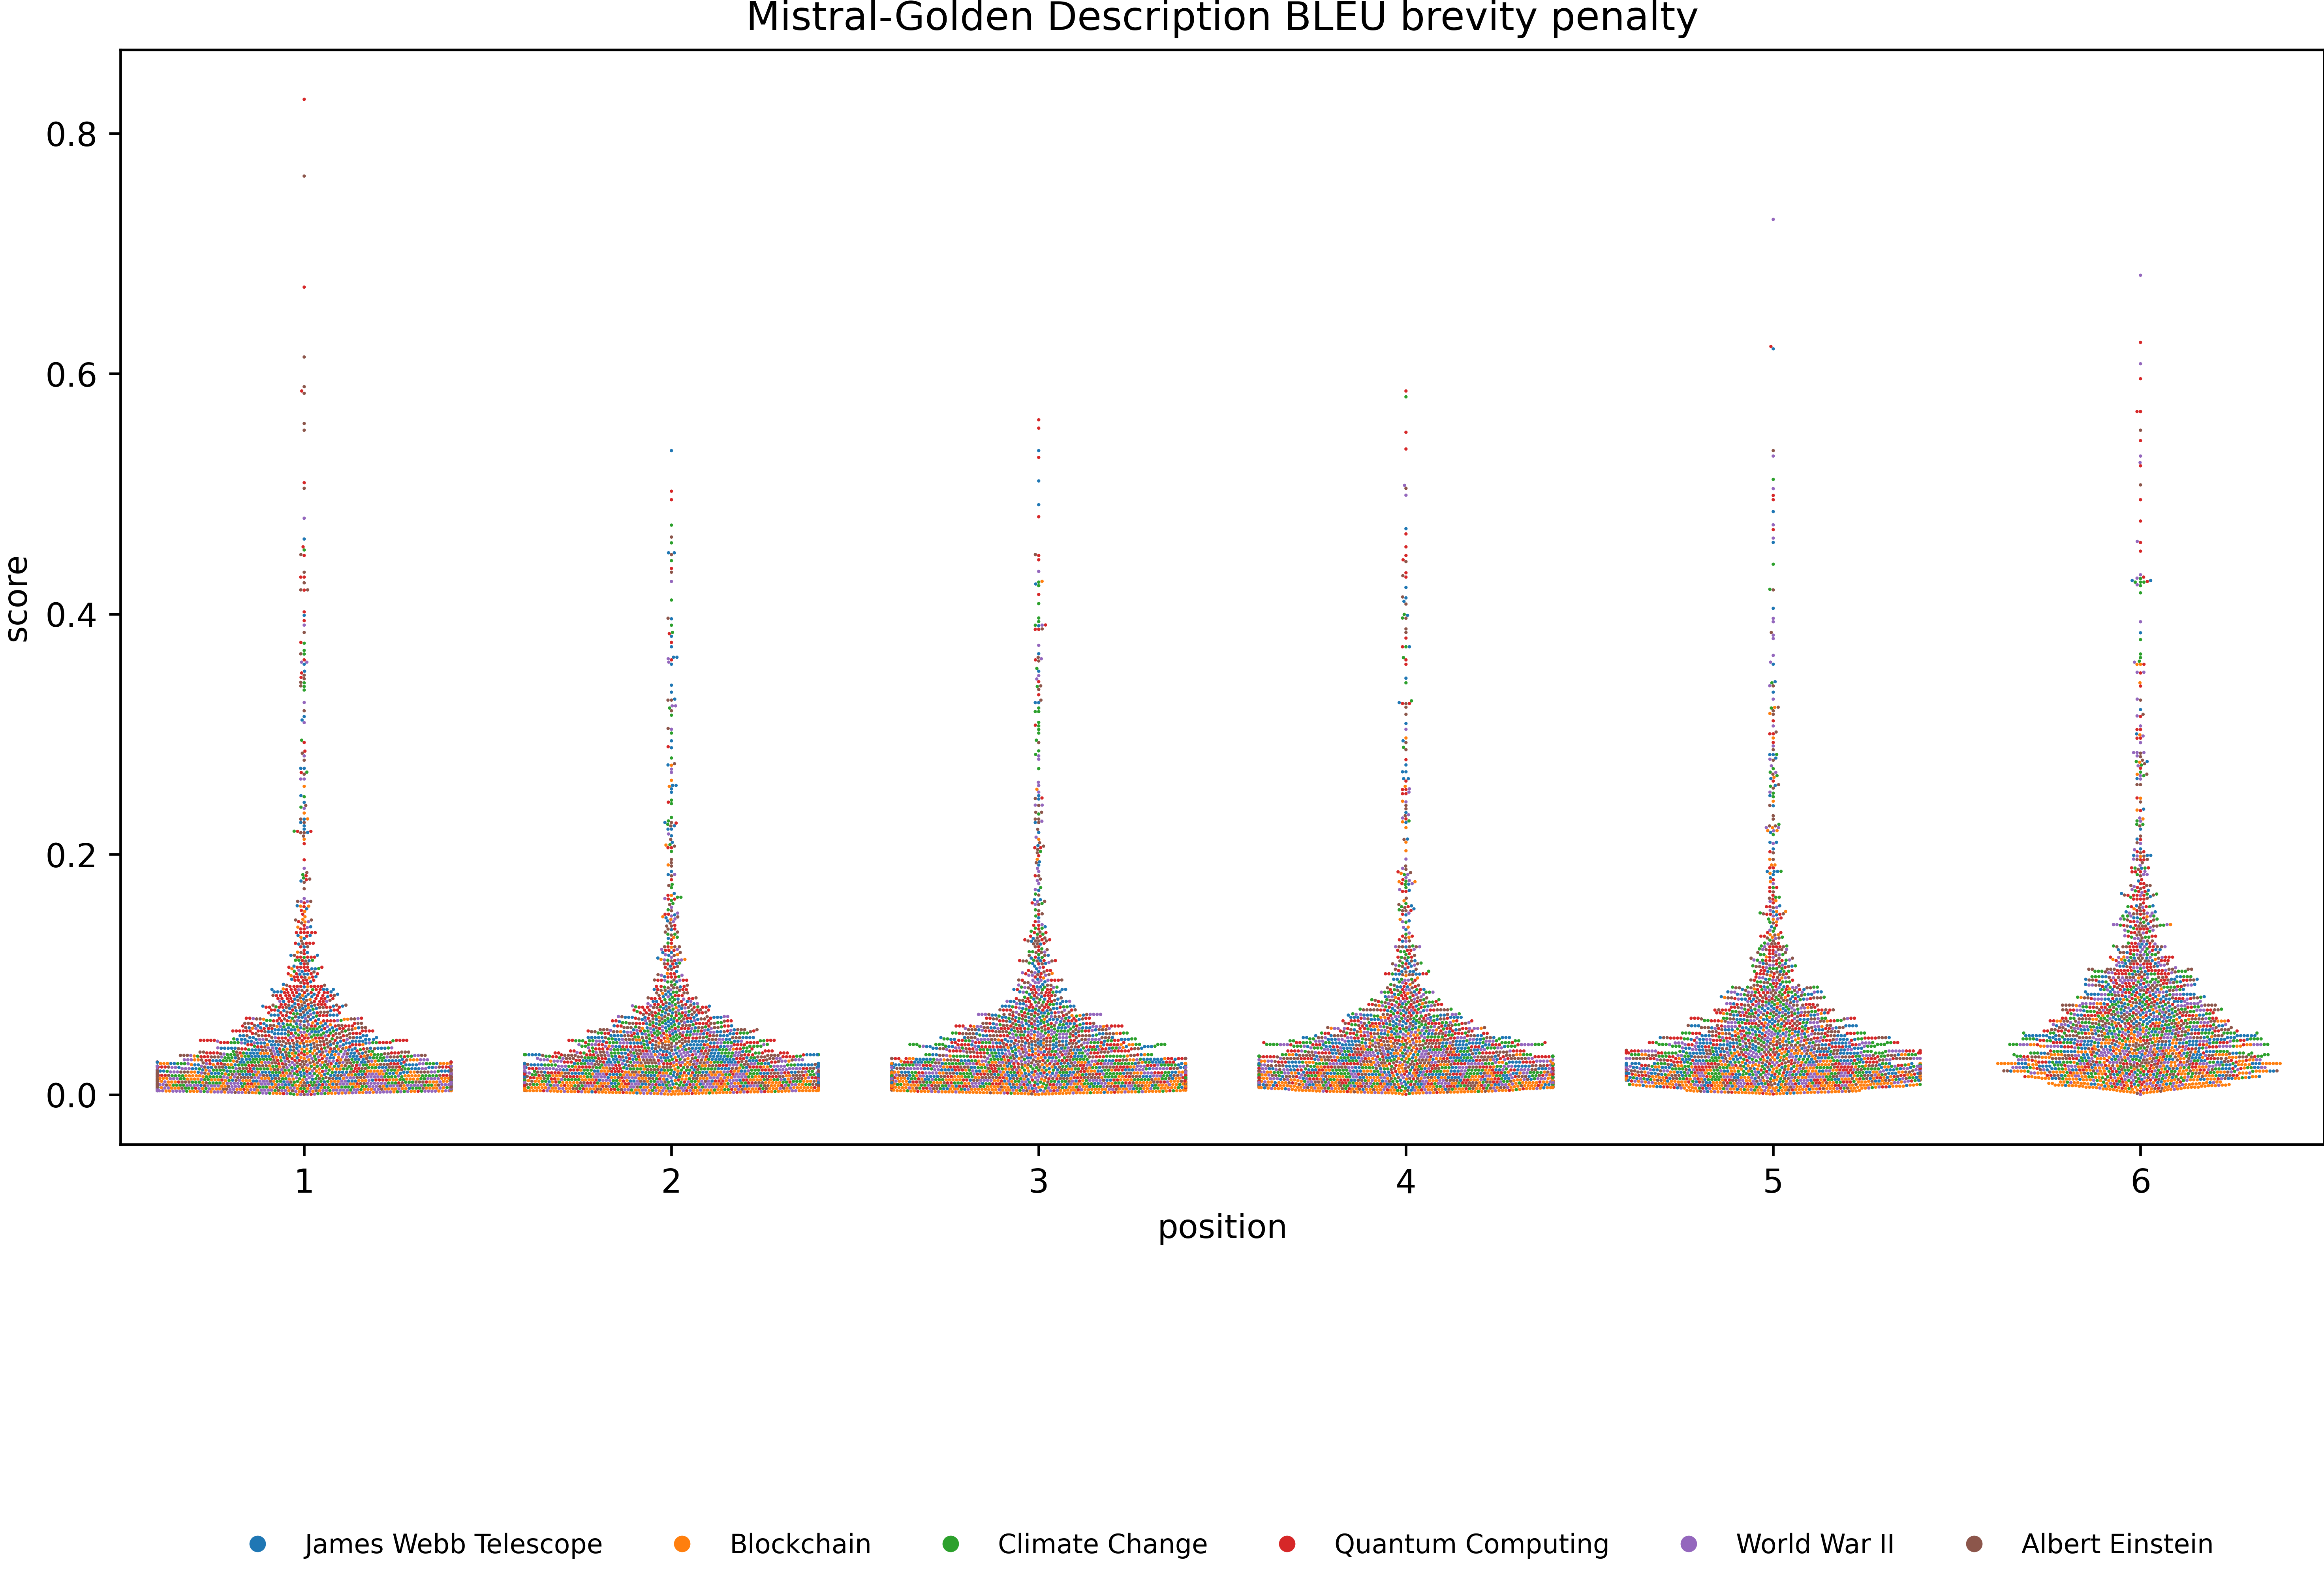 Mistral-Golden Description BLEU brevity penalty
score
0.8
0.6
0.4
0.2
0.0
1 2 3 4 5 6
position
James Webb Telescope Blockchain Climate Change Quantum Computing World War II Albert Einstein